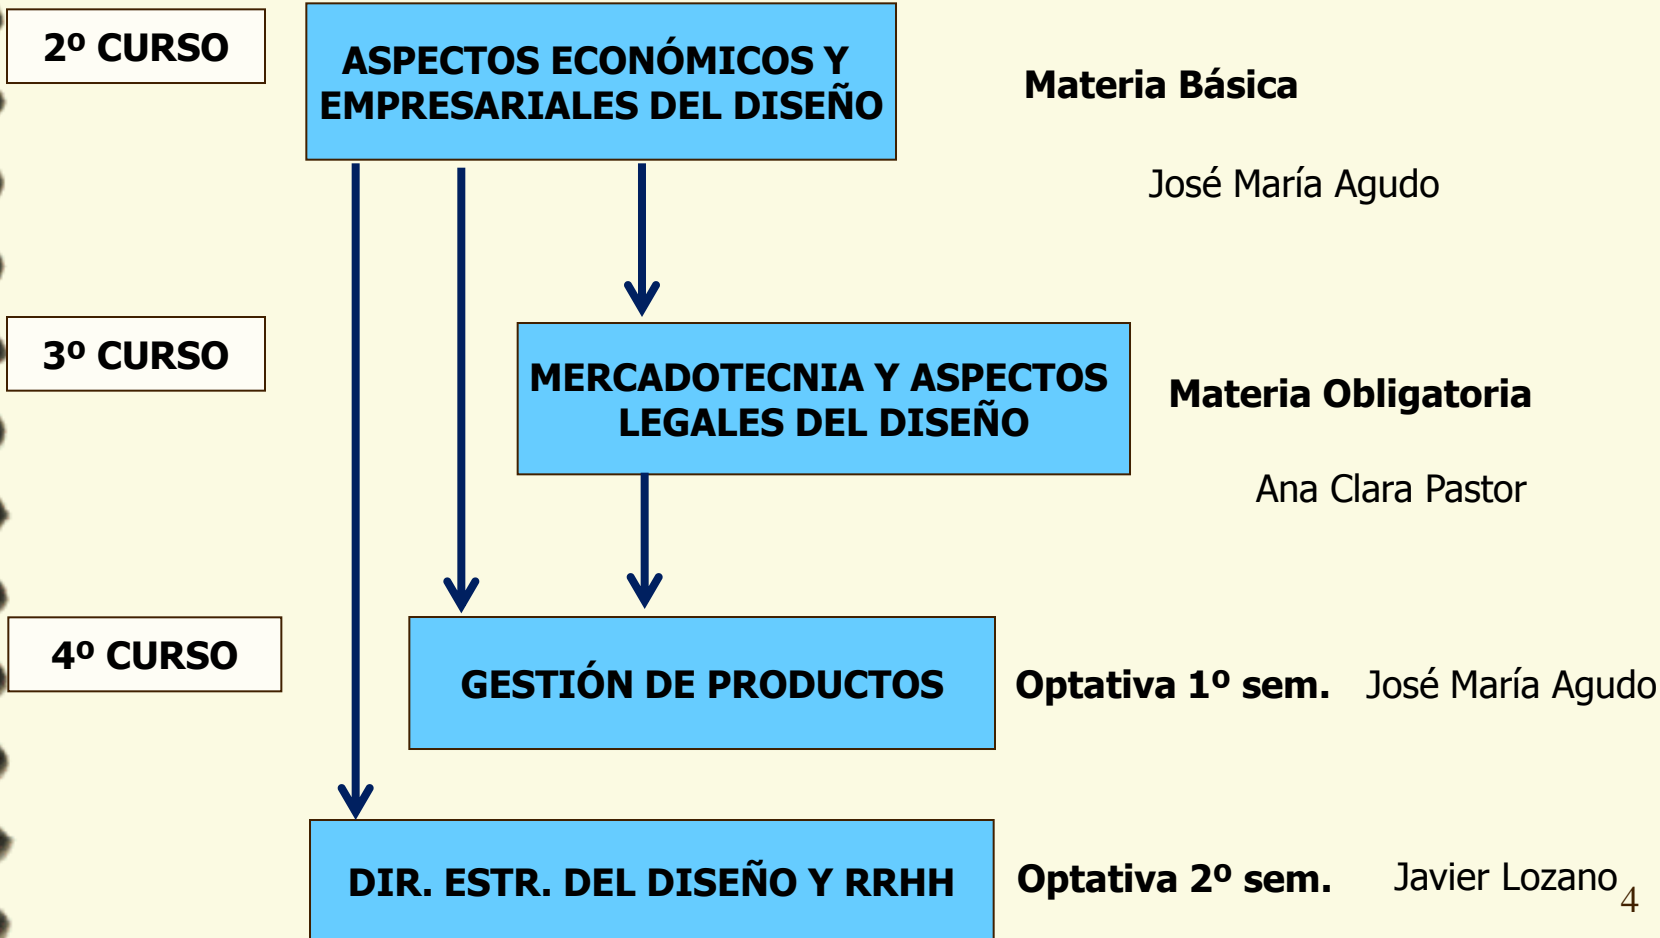 2º CURSO
ASPECTOS ECONÓMICOS Y
EMPRESARIALES DEL DISEÑO
Materia Básica
José María Agudo
3º CURSO
MERCADOTECNIA Y ASPECTOS
LEGALES DEL DISEÑO
Materia Obligatoria
Ana Clara Pastor
4º CURSO
GESTIÓN DE PRODUCTOS
Optativa 1º sem.
José María Agudo
DIR. ESTR. DEL DISEÑO Y RRHH
Optativa 2º sem.
Javier Lozano
4